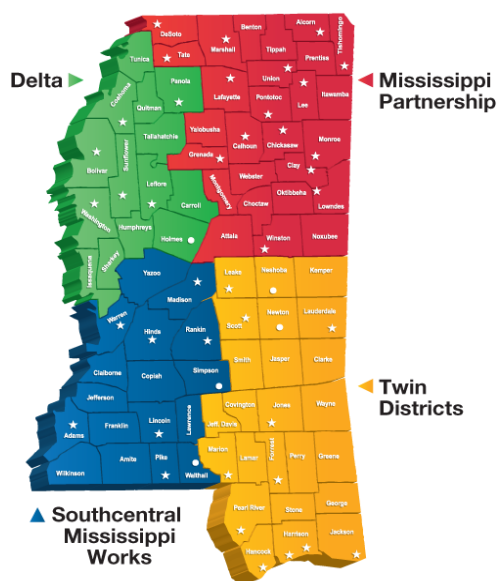 Delta
Mississippi
Partnership
Twin
Districts
Southcentral
Mississippi
Works
DeSoto
Marshall
Benton
Alcorn
Tishomingo
Tippah
Prentiss
Tate
Tunica
Panola
Lafayette
Union
Pontotoc
Lee
Itawamba
Coahoma
Quitman
Yalobusha
Calhoun
Chickasaw
Monroe
Tallahatchie
Grenada
Clay
Bolivar
Sunflower
Leflore
Webster
Montgomery
Oktibbeha
Lowndes
Carroll
Choctaw
Washington
Humphreys
Holmes
Attala
Winston
Noxubee
Issaquena
Sharkey
Yazoo
Madison
Leake
Neshoba
Kemper
Warren
Hinds
Rankin
Scott
Newton
Lauderdale
Claiborne
Copiah
Simpson
Smith
Jasper
Clarke
Jefferson
Lawrence
Covington
Jones
Wayne
Jeff. Davis
Adams
Franklin
Lincoln
Marion
Lamar
Forrest
Perry
Greene
Wilkinson
Amite
Pike
Walthall
Pearl River
Stone
George
Hancock
Harrison
Jackson